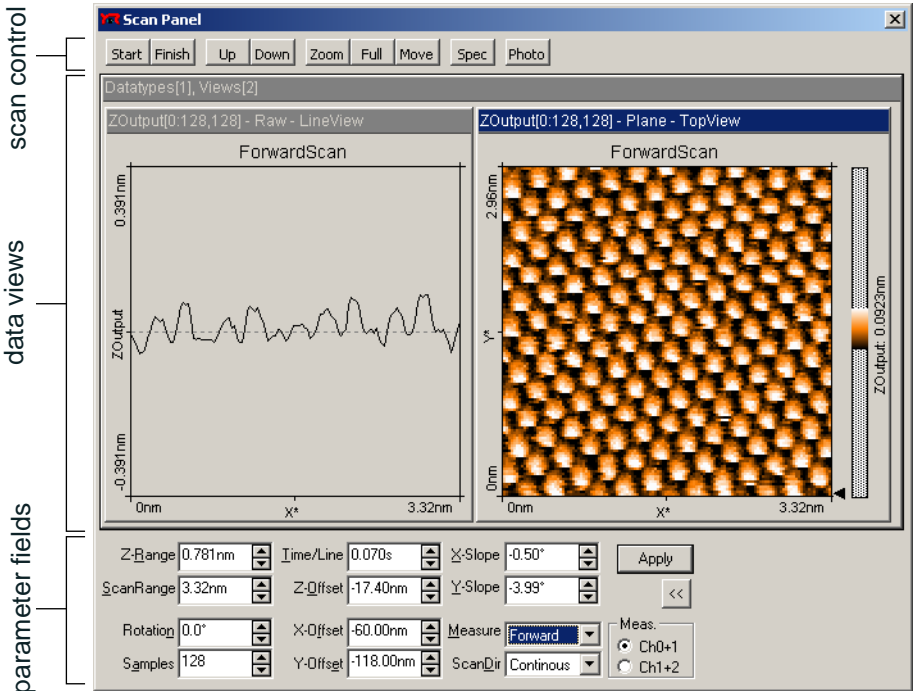 scan control
data views
parameter fields
Scan Panel
Start Finish Up Down Zoom Full Move Spec Photo
Datatypes[1], Views[2]
ZOutput[0:128,128] - Raw - LineView
ForwardScan
0.391nm
ZOutput
-0.391nm
0nm X* 3.32nm
ZOutput[0:128,128] - Plane - TopView
ForwardScan
2.96nm
Y*
0nm
0nm X* 3.32nm
ZOutput: 0.0923nm
Z-Range 0.781nm Time/Line 0.070s X-Slope -0.50° Apply
ScanRange 3.32nm Z-Offset -17.40nm Y-Slope -3.99° <<
Rotation 0.0° X-Offset -60.00nm Measure Forward Meas.
Ch0+1
Samples 128 Y-Offset -118.00nm ScanDir Continous Ch1+2